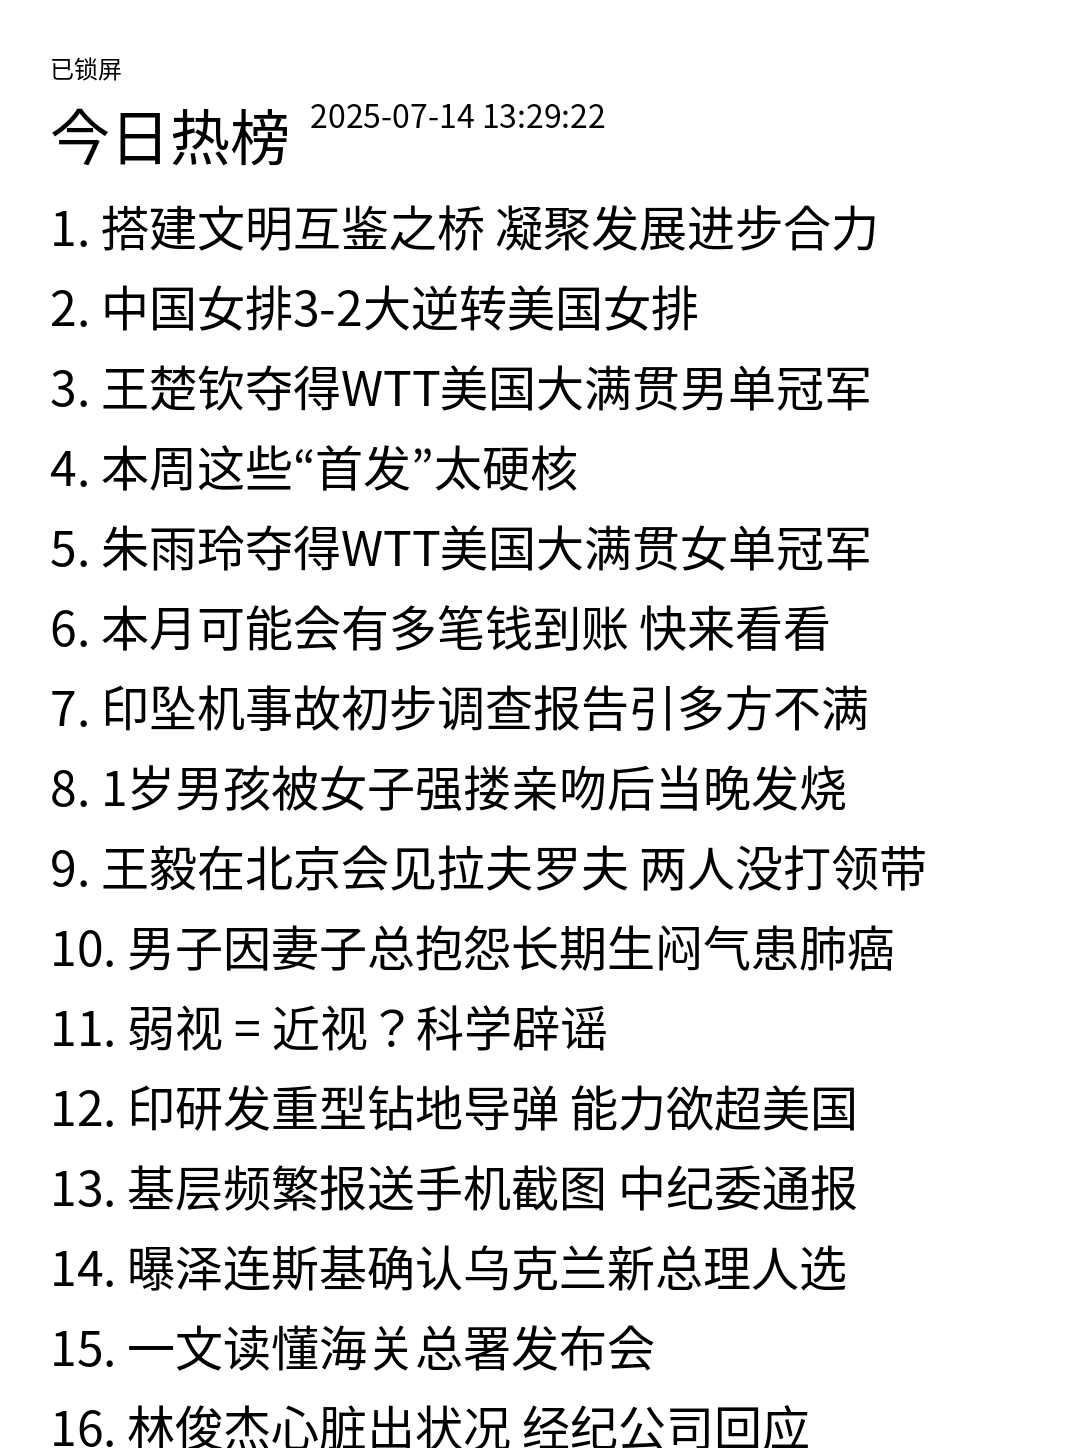 已锁屏
今日热榜 2025-07-14 13:29:22
1. 搭建文明互鉴之桥 凝聚发展进步合力
2. 中国女排3-2大逆转美国女排
3. 王楚钦夺得WTT美国大满贯男单冠军
4. 本周这些“首发”太硬核
5. 朱雨玲夺得WTT美国大满贯女单冠军
6. 本月可能会有多笔钱到账 快来看看
7. 印坠机事故初步调查报告引多方不满
8. 1岁男孩被女子强搂亲吻后当晚发烧
9. 王毅在北京会见拉夫罗夫 两人没打领带
10. 男子因妻子总抱怨长期生闷气患肺癌
11. 弱视 = 近视？科学辟谣
12. 印研发重型钻地导弹 能力欲超美国
13. 基层频繁报送手机截图 中纪委通报
14. 曝泽连斯基确认乌克兰新总理人选
15. 一文读懂海关总署发布会
16. 林俊杰心脏出状况 经纪公司回应